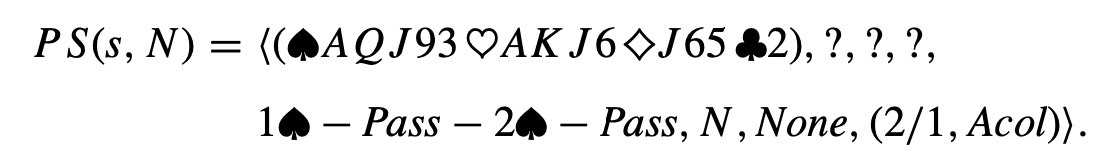 PS(s, N) = ⟨(♠AQJ93♡AKJ6♢J65♣2), ?, ?, ?,
1♠ – Pass – 2♠ – Pass, N, None, (2/1, Acol)⟩.